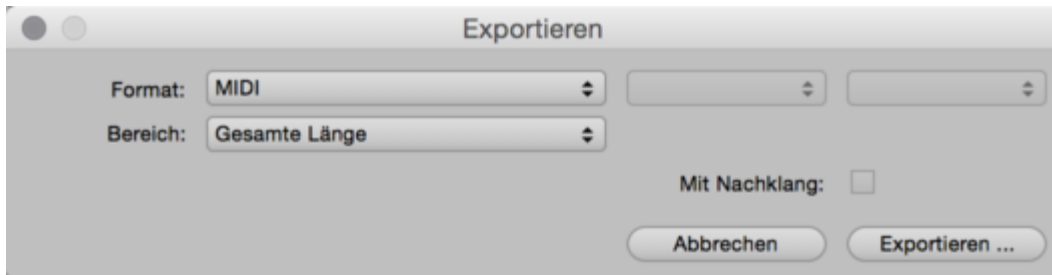 Exportieren
Format: MIDI
Bereich: Gesamte Länge
Mit Nachklang:
Abbrechen Exportieren ...